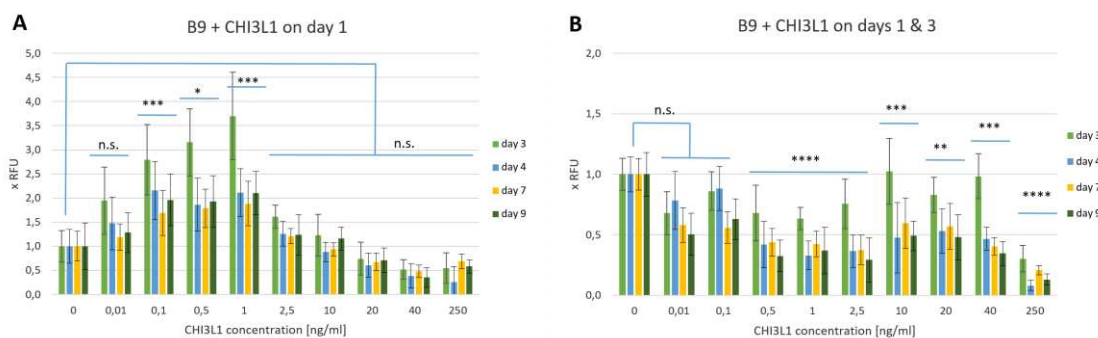 A
B9 + CHI3L1 on day 1
5,0
4,5
4,0
3,5
3,0
2,5
2,0
1,5
1,0
0,5
0,0
x RFU
n.s.
***
*
***
n.s.
0 0,01 0,1 0,5 1 2,5 10 20 40 250
CHI3L1 concentration [ng/ml]
day 3
day 4
day 7
day 9
B
B9 + CHI3L1 on days 1 & 3
2,0
1,5
1,0
0,5
0,0
x RFU
n.s.
****
***
**
***
****
0 0,01 0,1 0,5 1 2,5 10 20 40 250
CHI3L1 concentration [ng/ml]
day 3
day 4
day 7
day 9